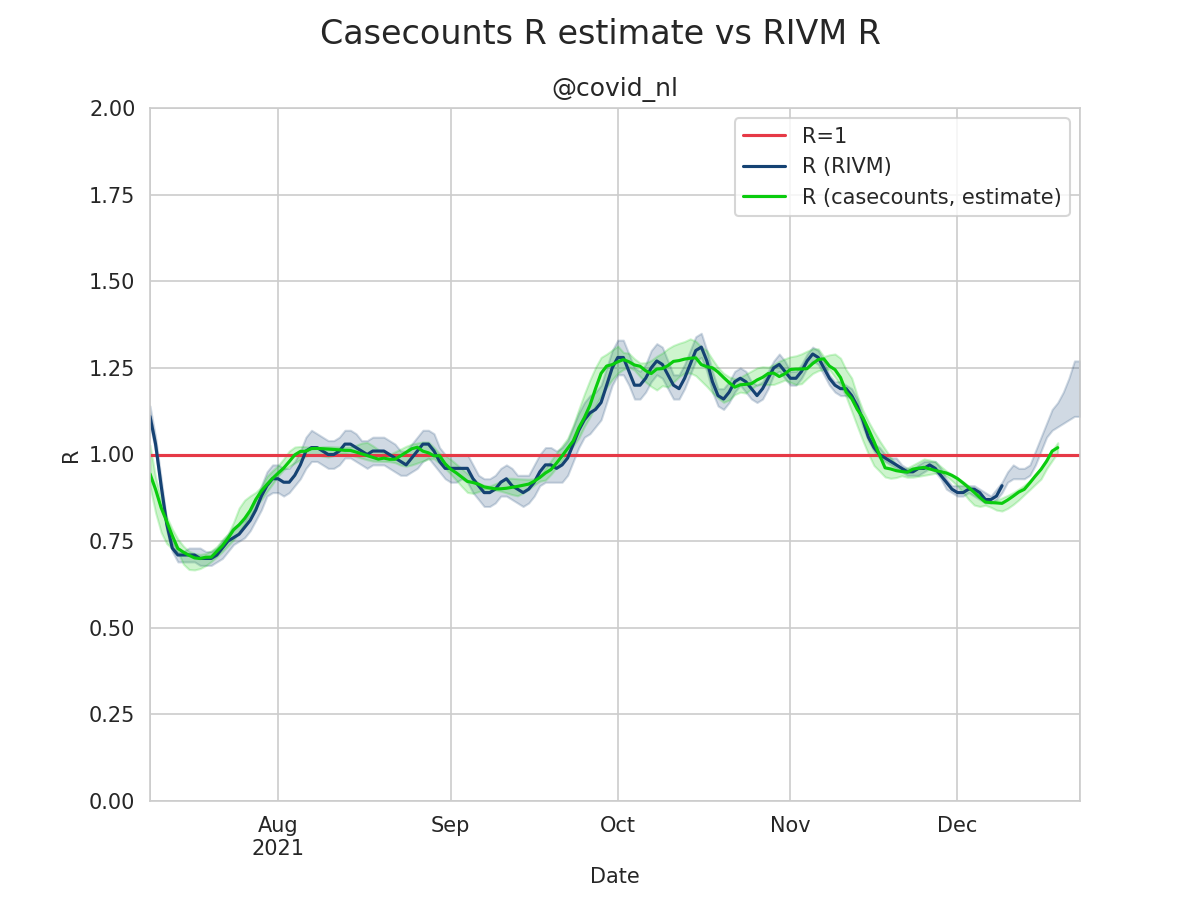 Casecounts R estimate vs RIVM R
@covid_nl
2.00
1.75
1.50
1.25
1.00
0.75
0.50
0.25
0.00
R
R=1
R (RIVM)
R (casecounts, estimate)
Aug
2021
Sep
Oct
Nov
Dec
Date